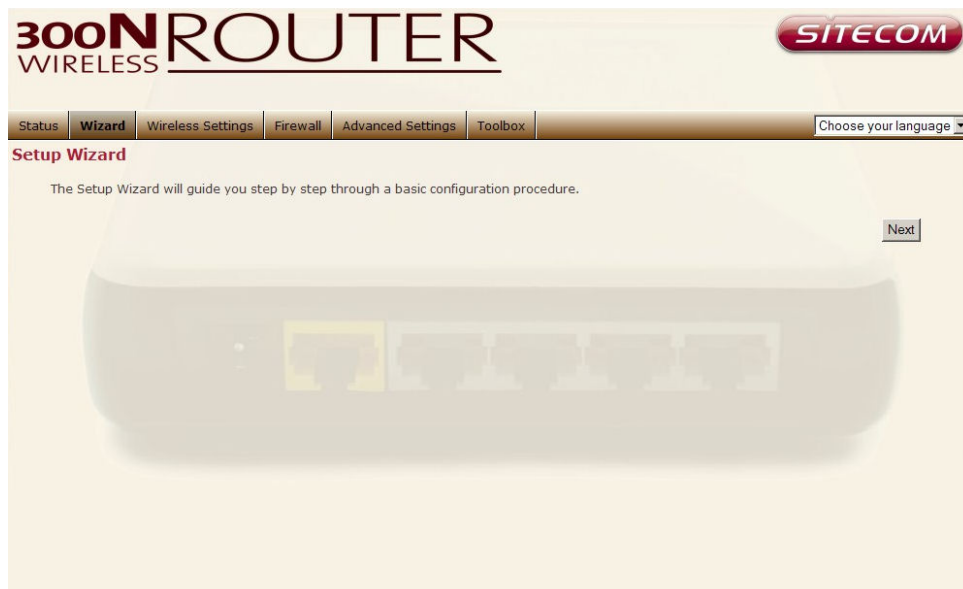 300N ROUTER
WIRELESS
SITECOM
Status Wizard Wireless Settings Firewall Advanced Settings Toolbox Choose your language
Setup Wizard
The Setup Wizard will guide you step by step through a basic configuration procedure.
Next